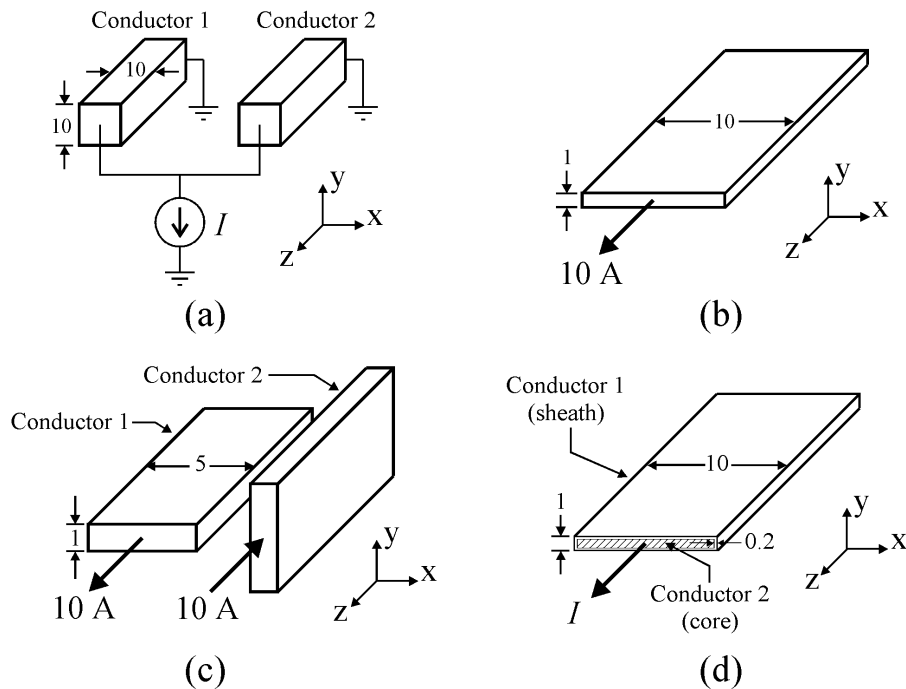 Conductor 1 Conductor 2
10
10
I
y
x
z
(a)
10
1
10 A
y
x
z
(b)
Conductor 2
Conductor 1
5
1
10 A 10 A
y
x
z
(c)
Conductor 1
(sheath)
10
1
0.2
I
Conductor 2
(core)
y
x
z
(d)